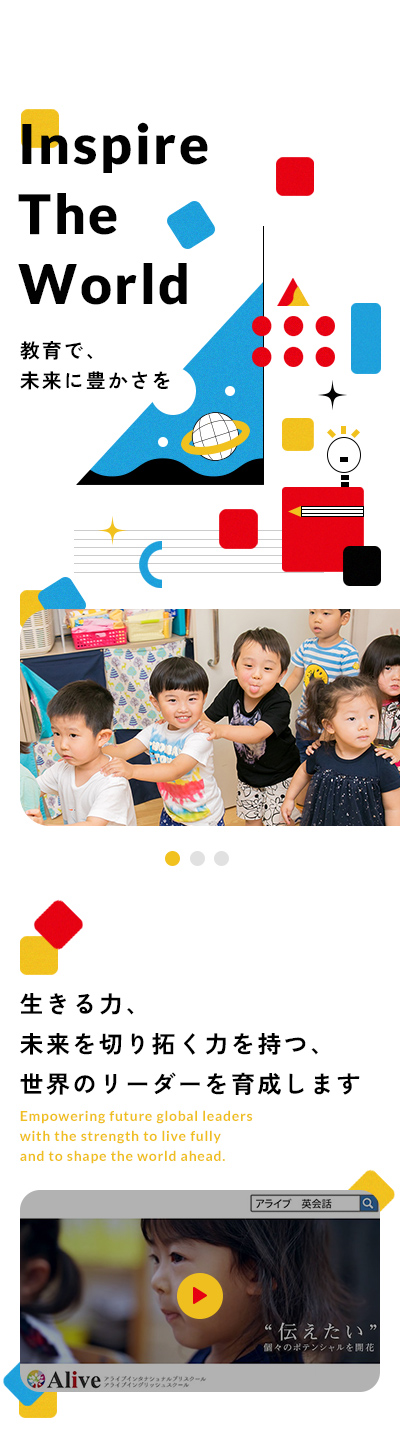 Inspire
The
World
教育で、
未来に豊かさを
生きる力、
未来を切り拓く力を持つ、
世界のリーダーを育成します
Empowering future global leaders
with the strength to live fully
and to shape the world ahead.
アライブ 英会話
“伝えたい”
個々のポテンシャルを開花
Alive
アライブインタナショナルプリスクール
アライブイングリッシュスクール